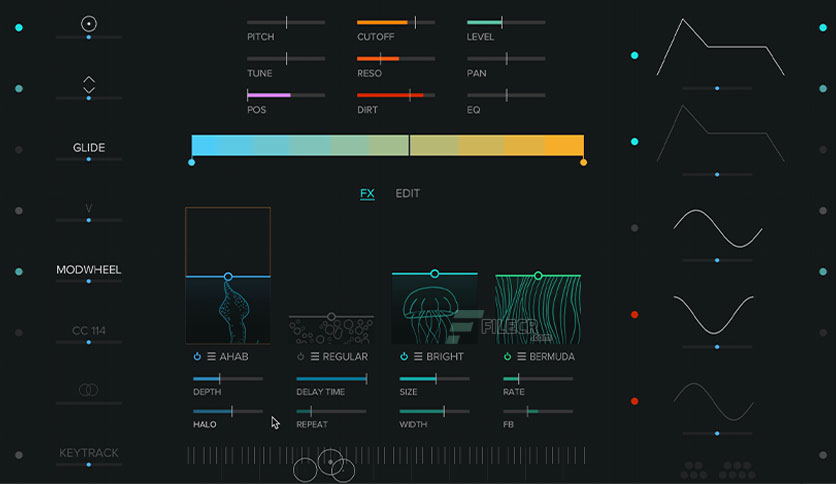 PITCH CUTOFF LEVEL
TUNE RESO PAN
POS DIRT EQ
GLIDE
V
FX EDIT
MODWHEEL
CC 114
FILECR
.com
AHAB REGULAR BRIGHT BERMUDA
DEPTH DELAY TIME SIZE RATE
HALO REPEAT WIDTH FB
KEYTRACK